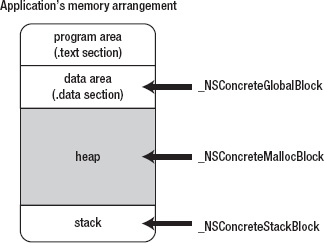 Application's memory arrangement
program area
(.text section)
data area
(.data section)
_NSConcreteGlobalBlock
heap
_NSConcreteMallocBlock
stack
_NSConcreteStackBlock